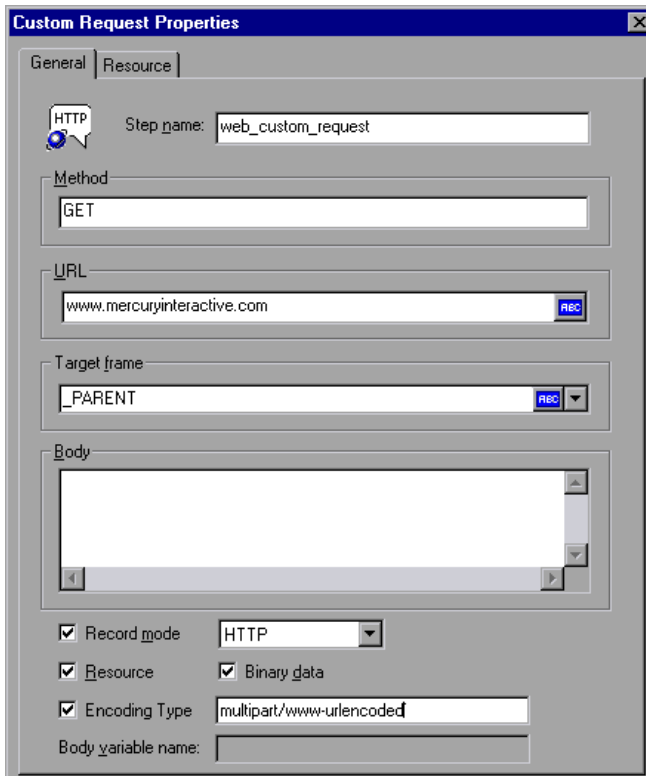 Custom Request Properties
General Resource
HTTP Step name: web_custom_request
Method
GET
URL
www.mercuryinteractive.com ABC
Target frame
_PARENT ABC
Body
Record mode HTTP
Resource Binary data
Encoding Type multipart/www-urlencoded
Body variable name: